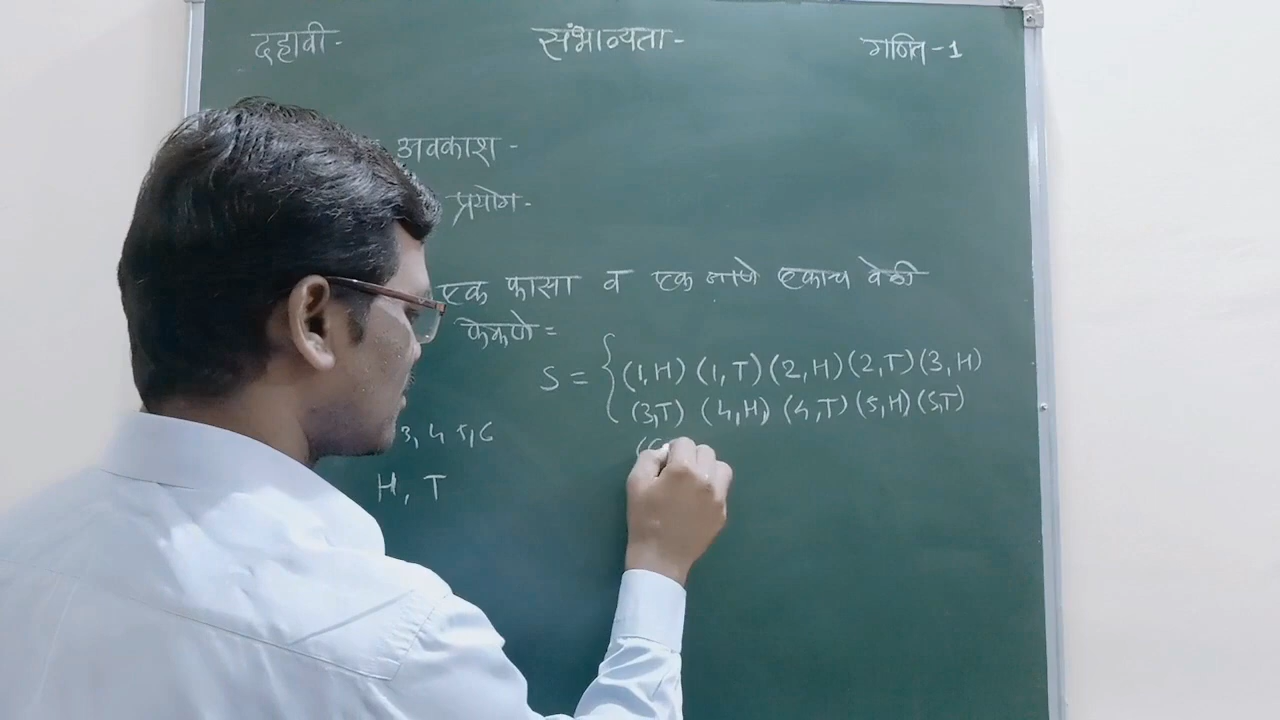 दहावी- संभाव्यता- गणित-1
अवकाश-
प्रयोग-
एक फासा व एक नाणे एकाच वेळी
फेकणे=
S = { (1,H) (1,T) (2,H) (2,T) (3,H)
(3,T) (4,H) (4,T) (5,H) (5,T)
(6
3, 4 5, 6
H, T